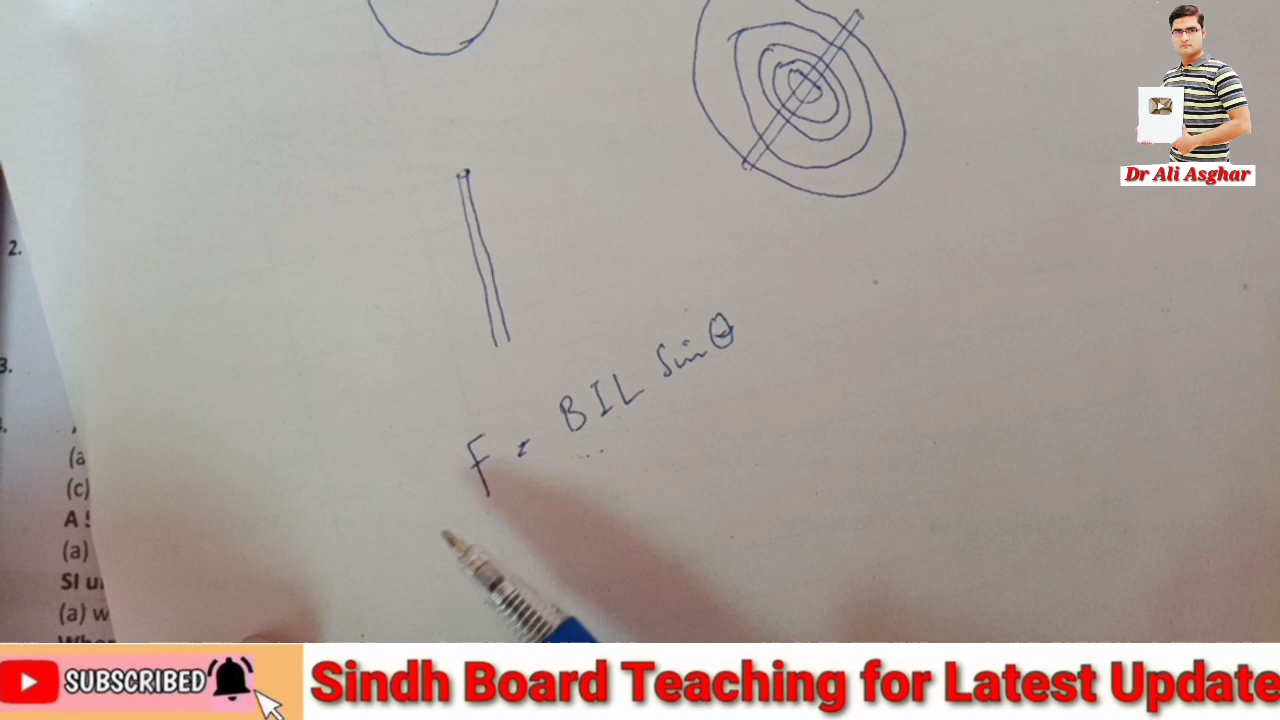 Dr Ali Asghar
2.
3.
(a
(c)
A
(a)
SI
(a) w
F = BIL Sinθ
SUBSCRIBED
Sindh Board Teaching for Latest Update